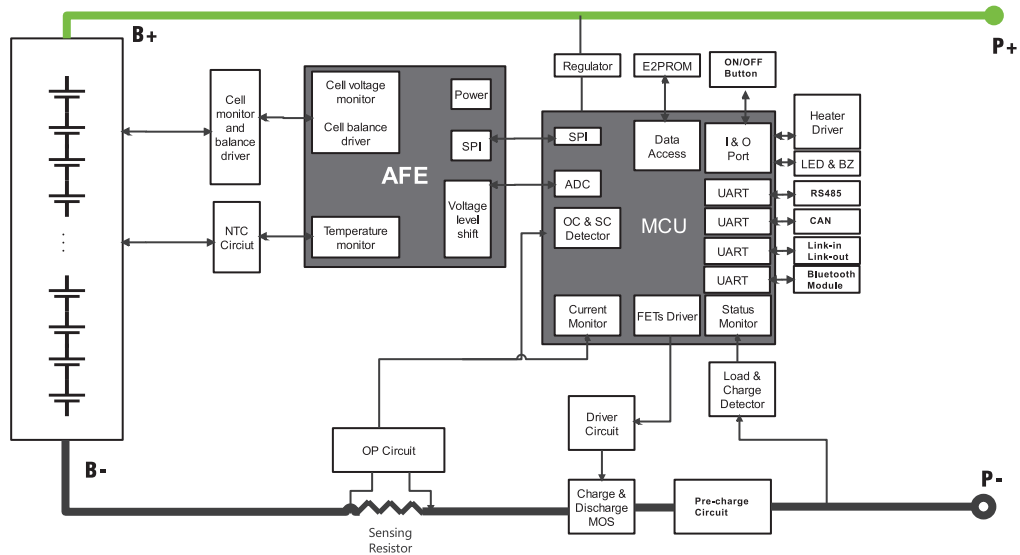 B+
P+
Regulator
E2PROM
ON/OFF
Button
Cell
monitor
and
balance
driver
Cell voltage
monitor
Cell balance
driver
Power
SPI
AFE
Voltage
level
shift
Temperature
monitor
NTC
Circiut
SPI
ADC
OC & SC
Detector
MCU
Data
Access
I & O
Port
UART
UART
UART
UART
Heater
Driver
LED & BZ
RS485
CAN
Link-in
Link-out
Bluetooth
Module
Current
Monitor
FETs Driver
Status
Monitor
Load &
Charge
Detector
Driver
Circuit
OP Circuit
B-
P-
Charge &
Discharge
MOS
Pre-charge
Circuit
Sensing
Resistor